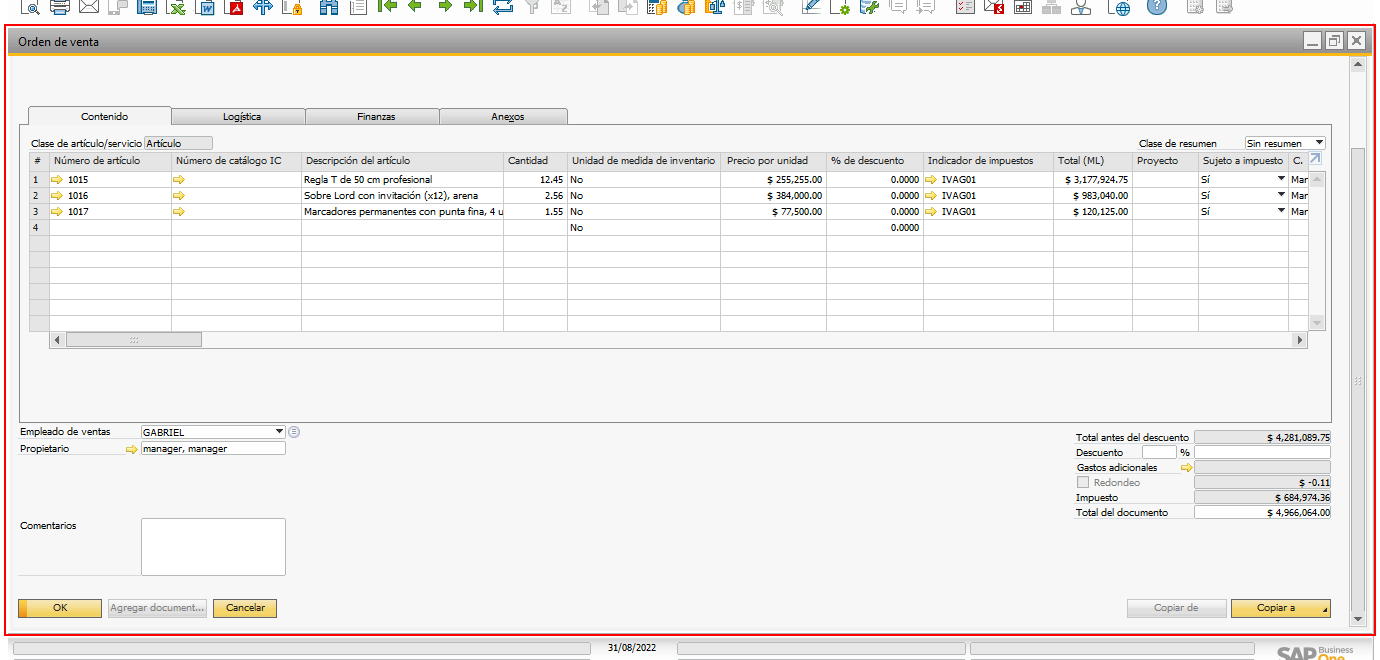 Orden de venta
Contenido Logística Finanzas Anexos
Clase de artículo/servicio Artículo Clase de resumen Sin resumen
# Número de artículo Número de catálogo IC Descripción del artículo Cantidad Unidad de medida de inventario Precio por unidad % de descuento Indicador de impuestos Total (ML) Proyecto Sujeto a impuesto C.
1 1015 Regla T de 50 cm profesional 12.45 No $ 255,255.00 0.0000 IVAG01 $ 3,177,924.75 Sí Mar
2 1016 Sobre Lord con invitación (x12), arena 2.56 No $ 384,000.00 0.0000 IVAG01 $ 983,040.00 Sí Mar
3 1017 Marcadores permanentes con punta fina, 4 u 1.55 No $ 77,500.00 0.0000 IVAG01 $ 120,125.00 Sí Mar
4 No 0.0000
Empleado de ventas GABRIEL
Propietario manager, manager
Total antes del descuento $ 4,281,089.75
Descuento %
Gastos adicionales
Redondeo $ -0.11
Impuesto $ 684,974.36
Total del documento $ 4,966,064.00
Comentarios
OK Agregar document... Cancelar Copiar de Copiar a
31/08/2022
SAP Business One